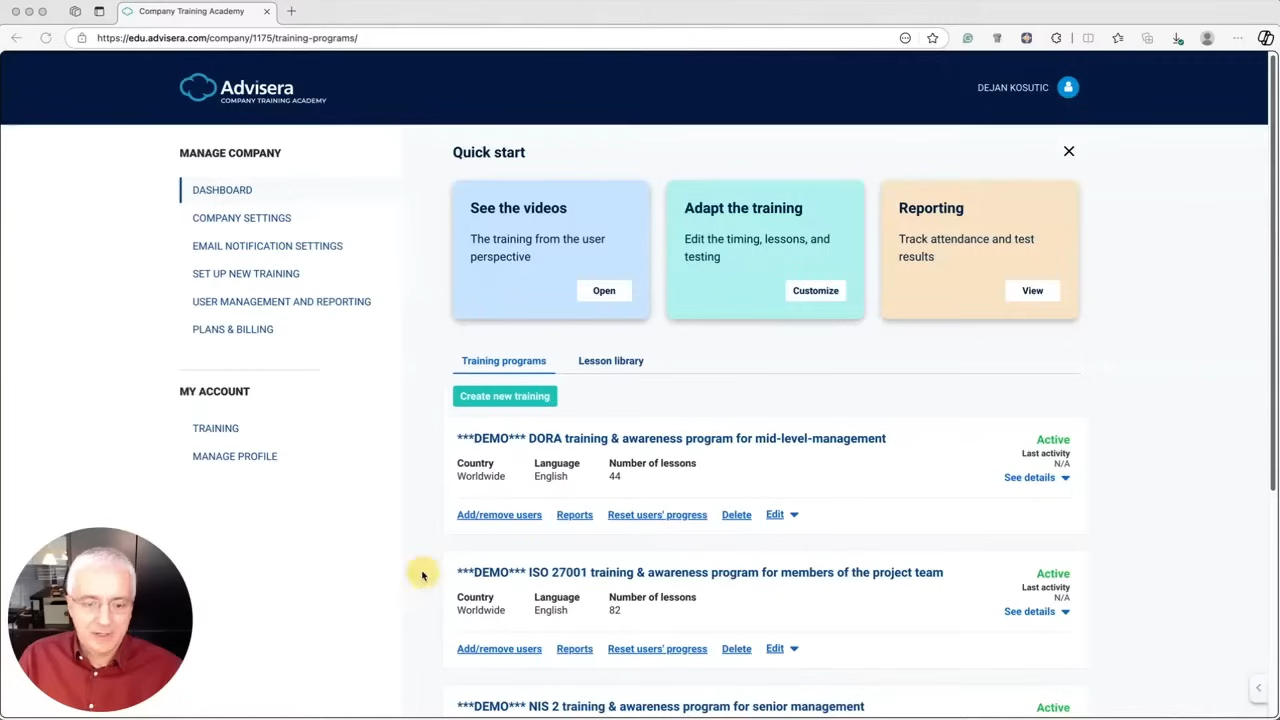 Company Training Academy
https://edu.advisera.com/company/1175/training-programs/
Advisera
COMPANY TRAINING ACADEMY
DEJAN KOSUTIC
MANAGE COMPANY
DASHBOARD
COMPANY SETTINGS
EMAIL NOTIFICATION SETTINGS
SET UP NEW TRAINING
USER MANAGEMENT AND REPORTING
PLANS & BILLING
MY ACCOUNT
TRAINING
MANAGE PROFILE
Quick start
See the videos
The training from the user
perspective
Open
Adapt the training
Edit the timing, lessons, and
testing
Customize
Reporting
Track attendance and test
results
View
Training programs
Lesson library
Create new training
***DEMO*** DORA training & awareness program for mid-level-management
Active
Country Language Number of lessons
Last activity
N/A
Worldwide English 44
See details
Add/remove users Reports Reset users' progress Delete Edit
***DEMO*** ISO 27001 training & awareness program for members of the project team
Active
Country Language Number of lessons
Last activity
N/A
Worldwide English 82
See details
Add/remove users Reports Reset users' progress Delete Edit
***DEMO*** NIS 2 training & awareness program for senior management
Active